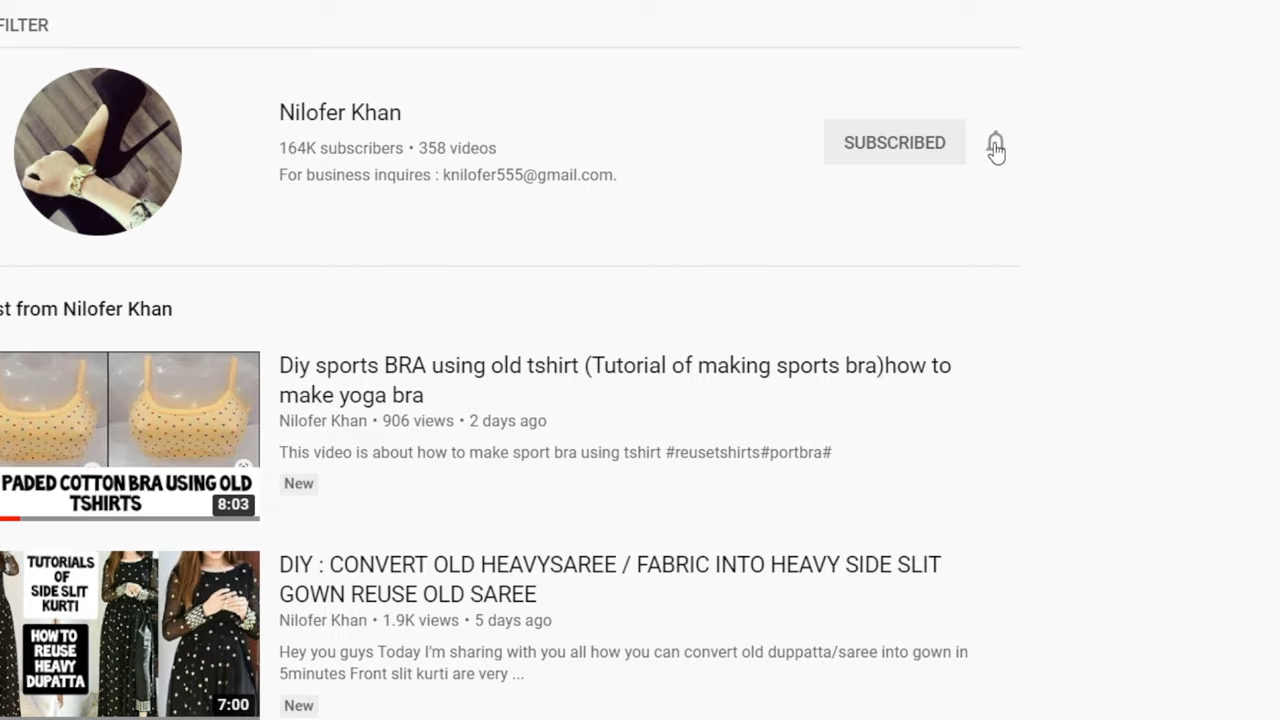 FILTER
Nilofer Khan
164K subscribers • 358 videos
SUBSCRIBED
For business inquires : knilofer555@gmail.com.
st from Nilofer Khan
Diy sports BRA using old tshirt (Tutorial of making sports bra)how to
make yoga bra
Nilofer Khan • 906 views • 2 days ago
This video is about how to make sport bra using tshirt #reusetshirts#portbra#
New
PADED COTTON BRA USING OLD
TSHIRTS
8:03
DIY : CONVERT OLD HEAVYSAREE / FABRIC INTO HEAVY SIDE SLIT
GOWN REUSE OLD SAREE
Nilofer Khan • 1.9K views • 5 days ago
Hey you guys Today I'm sharing with you all how you can convert old duppatta/saree into gown in
5minutes Front slit kurti are very ...
New
TUTORIALS
OF
SIDE SLIT
KURTI
HOW TO
REUSE
HEAVY
DUPATTA
7:00